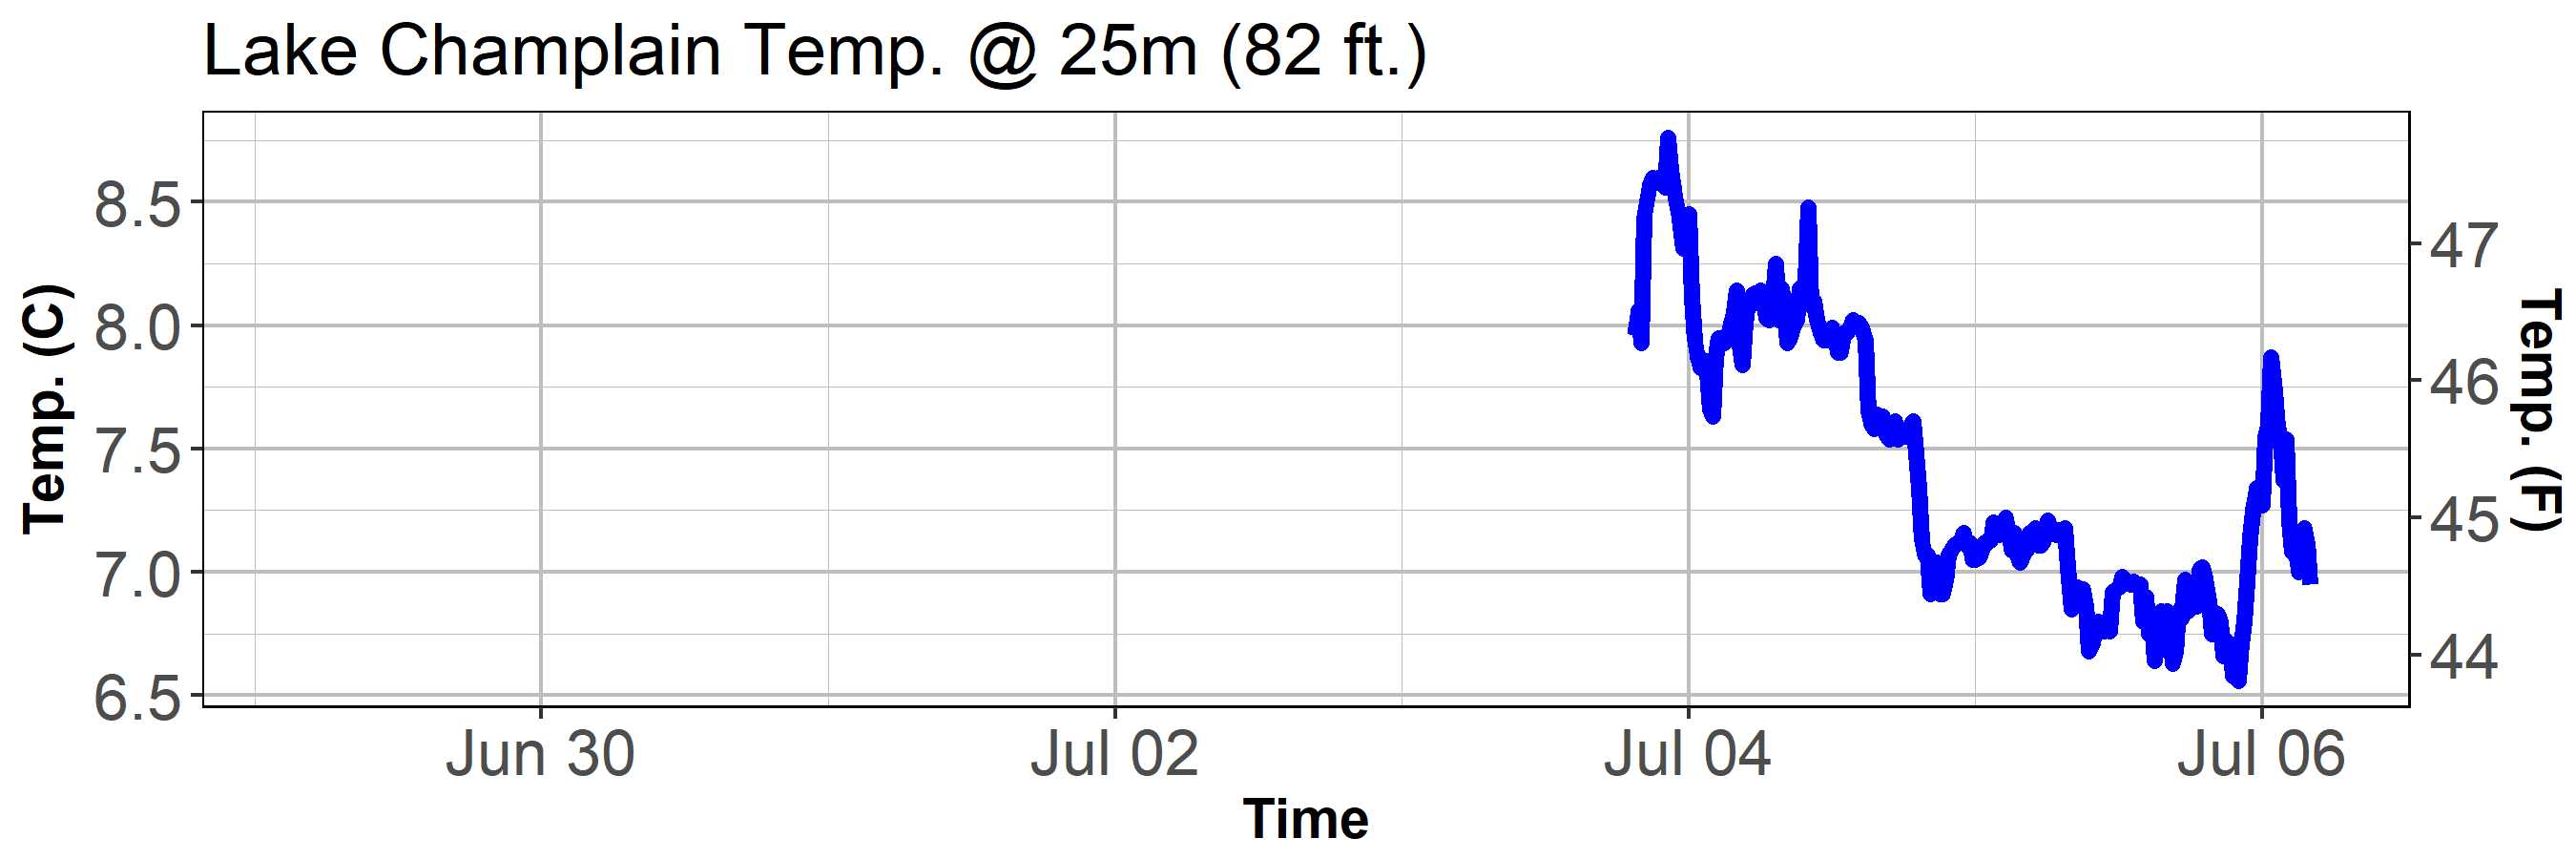 Lake Champlain Temp. @ 25m (82 ft.)
8.5
8.0
7.5
7.0
6.5
Temp. (C)
47
46
45
44
Temp. (F)
Jun 30
Jul 02
Jul 04
Jul 06
Time